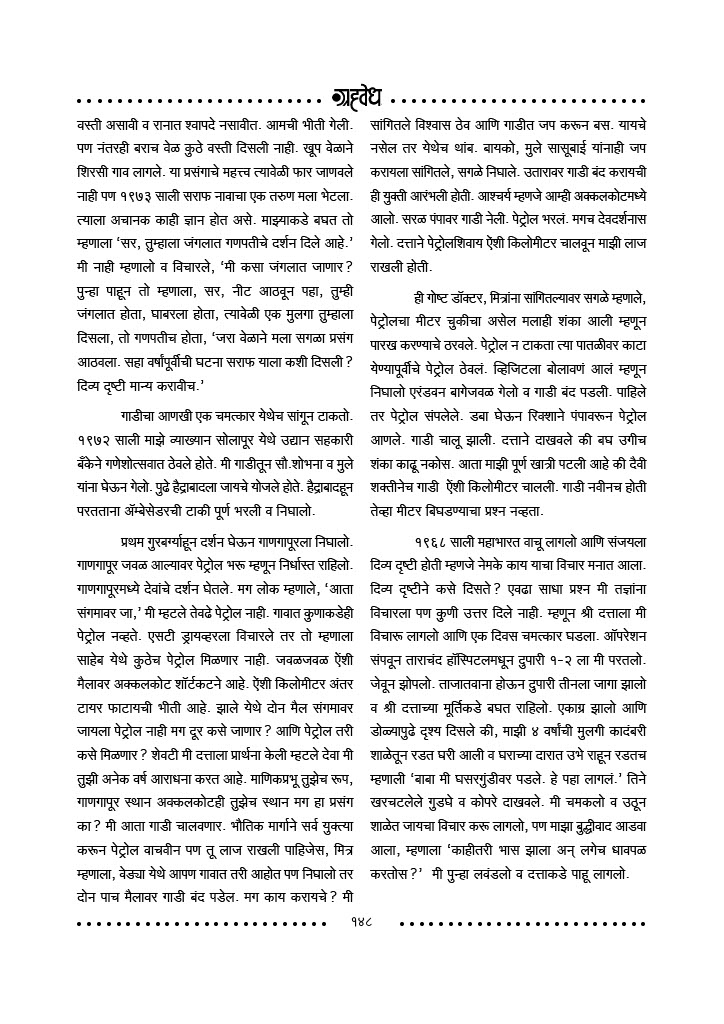 ग्रहवेध
वस्ती असावी व रानात श्वापदे नसावीत. आमची भीती गेली.
पण नंतरही बराच वेळ कुठे वस्ती दिसली नाही. खूप वेळाने
शिरसी गाव लागले. या प्रसंगाचे महत्त्व त्यावेळी फार जाणवले
नाही पण १९७३ साली सराफ नावाचा एक तरुण मला भेटला.
त्याला अचानक काही ज्ञान होत असे. माझ्याकडे बघत तो
म्हणाला ‘सर, तुम्हाला जंगलात गणपतीचे दर्शन दिले आहे.’
मी नाही म्हणालो व विचारले, ‘मी कसा जंगलात जाणार?
पुन्हा पाहून तो म्हणाला, सर, नीट आठवून पहा, तुम्ही
जंगलात होता, घाबरला होता, त्यावेळी एक मुलगा तुम्हाला
दिसला, तो गणपतीच होता, ‘जरा वेळाने मला सगळा प्रसंग
आठवला. सहा वर्षांपूर्वीची घटना सराफ याला कशी दिसली?
दिव्य दृष्टी मान्य करावीच.’
गाडीचा आणखी एक चमत्कार येथेच सांगून टाकतो.
१९७२ साली माझे व्याख्यान सोलापूर येथे उद्यान सहकारी
बँकेने गणेशोत्सवात ठेवले होते. मी गाडीतून सौ.शोभना व मुले
यांना घेऊन गेलो. पुढे हैद्राबादला जायचे योजले होते. हैद्राबादहून
परतताना ॲम्बेसेडरची टाकी पूर्ण भरली व निघालो.
प्रथम गुरबर्ग्याहून दर्शन घेऊन गाणगापूरला निघालो.
गाणगापूर जवळ आल्यावर पेट्रोल भरू म्हणून निर्धास्त राहिलो.
गाणगापूरमध्ये देवांचे दर्शन घेतले. मग लोक म्हणाले, ‘आता
संगमावर जा,’ मी म्हटले तेवढे पेट्रोल नाही. गावात कुणाकडेही
पेट्रोल नव्हते. एसटी ड्रायव्हरला विचारले तर तो म्हणाला
साहेब येथे कुठेच पेट्रोल मिळणार नाही. जवळजवळ ऐंशी
मैलावर अक्कलकोट शॉर्टकटने आहे. ऐंशी किलोमीटर अंतर
टायर फाटायची भीती आहे. झाले येथे दोन मैल संगमावर
जायला पेट्रोल नाही मग दूर कसे जाणार? आणि पेट्रोल तरी
कसे मिळणार? शेवटी मी दत्ताला प्रार्थना केली म्हटले देवा मी
तुझी अनेक वर्ष आराधना करत आहे. माणिकप्रभू तुझेच रूप,
गाणगापूर स्थान अक्कलकोटही तुझेच स्थान मग हा प्रसंग
का? मी आता गाडी चालवणार. भौतिक मार्गाने सर्व युक्त्या
करून पेट्रोल वाचवीन पण तू लाज राखली पाहिजेस, मित्र
म्हणाला, वेड्या येथे आपण गावात तरी आहोत पण निघालो तर
दोन पाच मैलावर गाडी बंद पडेल. मग काय करायचे? मी
सांगितले विश्वास ठेव आणि गाडीत जप करून बस. यायचे
नसेल तर येथेच थांब. बायको, मुले सासूबाई यांनाही जप
करायला सांगितले, सगळे निघाले. उतारावर गाडी बंद करायची
ही युक्ती आरंभली होती. आश्चर्य म्हणजे आम्ही अक्कलकोटमध्ये
आलो. सरळ पंपावर गाडी नेली. पेट्रोल भरलं. मगच देवदर्शनास
गेलो. दत्ताने पेट्रोलशिवाय ऐंशी किलोमीटर चालवून माझी लाज
राखली होती.
ही गोष्ट डॉक्टर, मित्रांना सांगितल्यावर सगळे म्हणाले,
पेट्रोलचा मीटर चुकीचा असेल मलाही शंका आली म्हणून
पारख करण्याचे ठरवले. पेट्रोल न टाकता त्या पातळीवर काटा
येण्यापूर्वीचे पेट्रोल ठेवलं. व्हिजिटला बोलावणं आलं म्हणून
निघालो एरंडवन बागेजवळ गेलो व गाडी बंद पडली. पाहिले
तर पेट्रोल संपलेले. डबा घेऊन रिक्शाने पंपावरून पेट्रोल
आणले. गाडी चालू झाली. दत्ताने दाखवले की बघ उगीच
शंका काढू नकोस. आता माझी पूर्ण खात्री पटली आहे की दैवी
शक्तीनेच गाडी ऐंशी किलोमीटर चालली. गाडी नवीनच होती
तेव्हा मीटर बिघडण्याचा प्रश्न नव्हता.
१९६८ साली महाभारत वाचू लागलो आणि संजयला
दिव्य दृष्टी होती म्हणजे नेमके काय याचा विचार मनात आला.
दिव्य दृष्टीने कसे दिसते? एवढा साधा प्रश्न मी तज्ञांना
विचारला पण कुणी उत्तर दिले नाही. म्हणून श्री दत्ताला मी
विचारू लागलो आणि एक दिवस चमत्कार घडला. ऑपरेशन
संपवून ताराचंद हॉस्पिटलमधून दुपारी १-२ ला मी परतलो.
जेवून झोपलो. ताजातवाना होऊन दुपारी तीनला जागा झालो
व श्री दत्ताच्या मूर्तिकडे बघत राहिलो. एकाग्र झालो आणि
डोळ्यापुढे दृश्य दिसले की, माझी ४ वर्षांची मुलगी कादंबरी
शाळेतून रडत घरी आली व घराच्या दारात उभे राहून रडतच
म्हणाली ‘बाबा मी घसरगुंडीवर पडले. हे पहा लागलं.’ तिने
खरचटलेले गुडघे व कोपरे दाखवले. मी चमकलो व उठून
शाळेत जायचा विचार करू लागलो, पण माझा बुद्धीवाद आडवा
आला, म्हणाला ‘काहीतरी भास झाला अन् लगेच धावपळ
करतोस?’ मी पुन्हा लवंडलो व दत्ताकडे पाहू लागलो.
१४८